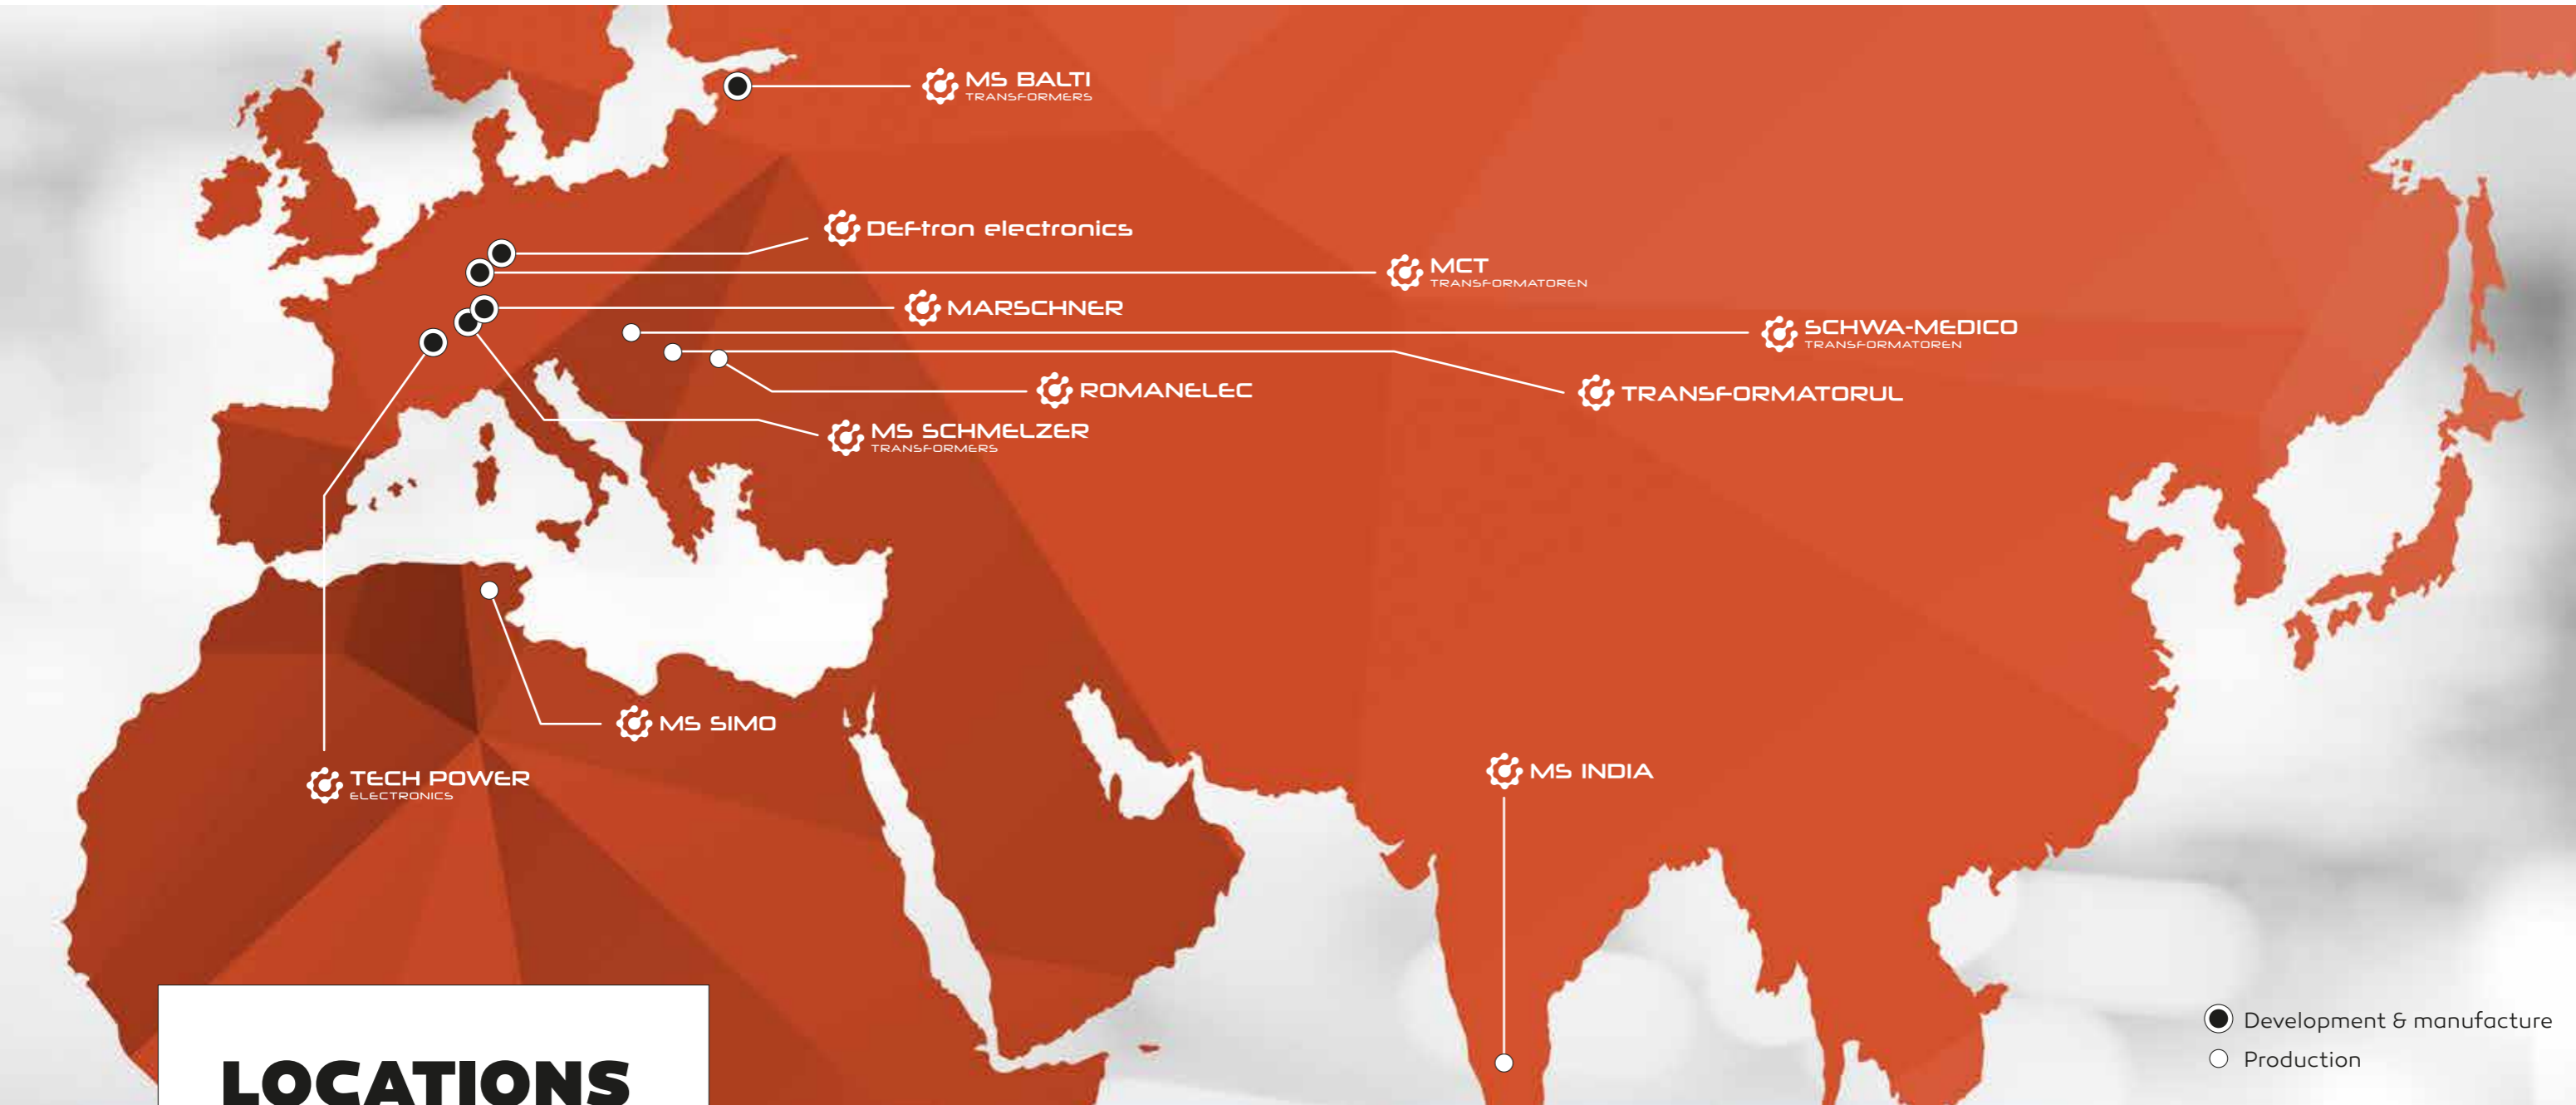 MS BALTI
TRANSFORMERS
DEFtron electronics
MCT
TRANSFORMATOREN
MARSCHNER
SCHWA-MEDICO
TRANSFORMATOREN
ROMANELEC
TRANSFORMATORUL
MS SCHMELZER
TRANSFORMERS
MS SIMO
TECH POWER
ELECTRONICS
MS INDIA
Development & manufacture
Production
LOCATIONS